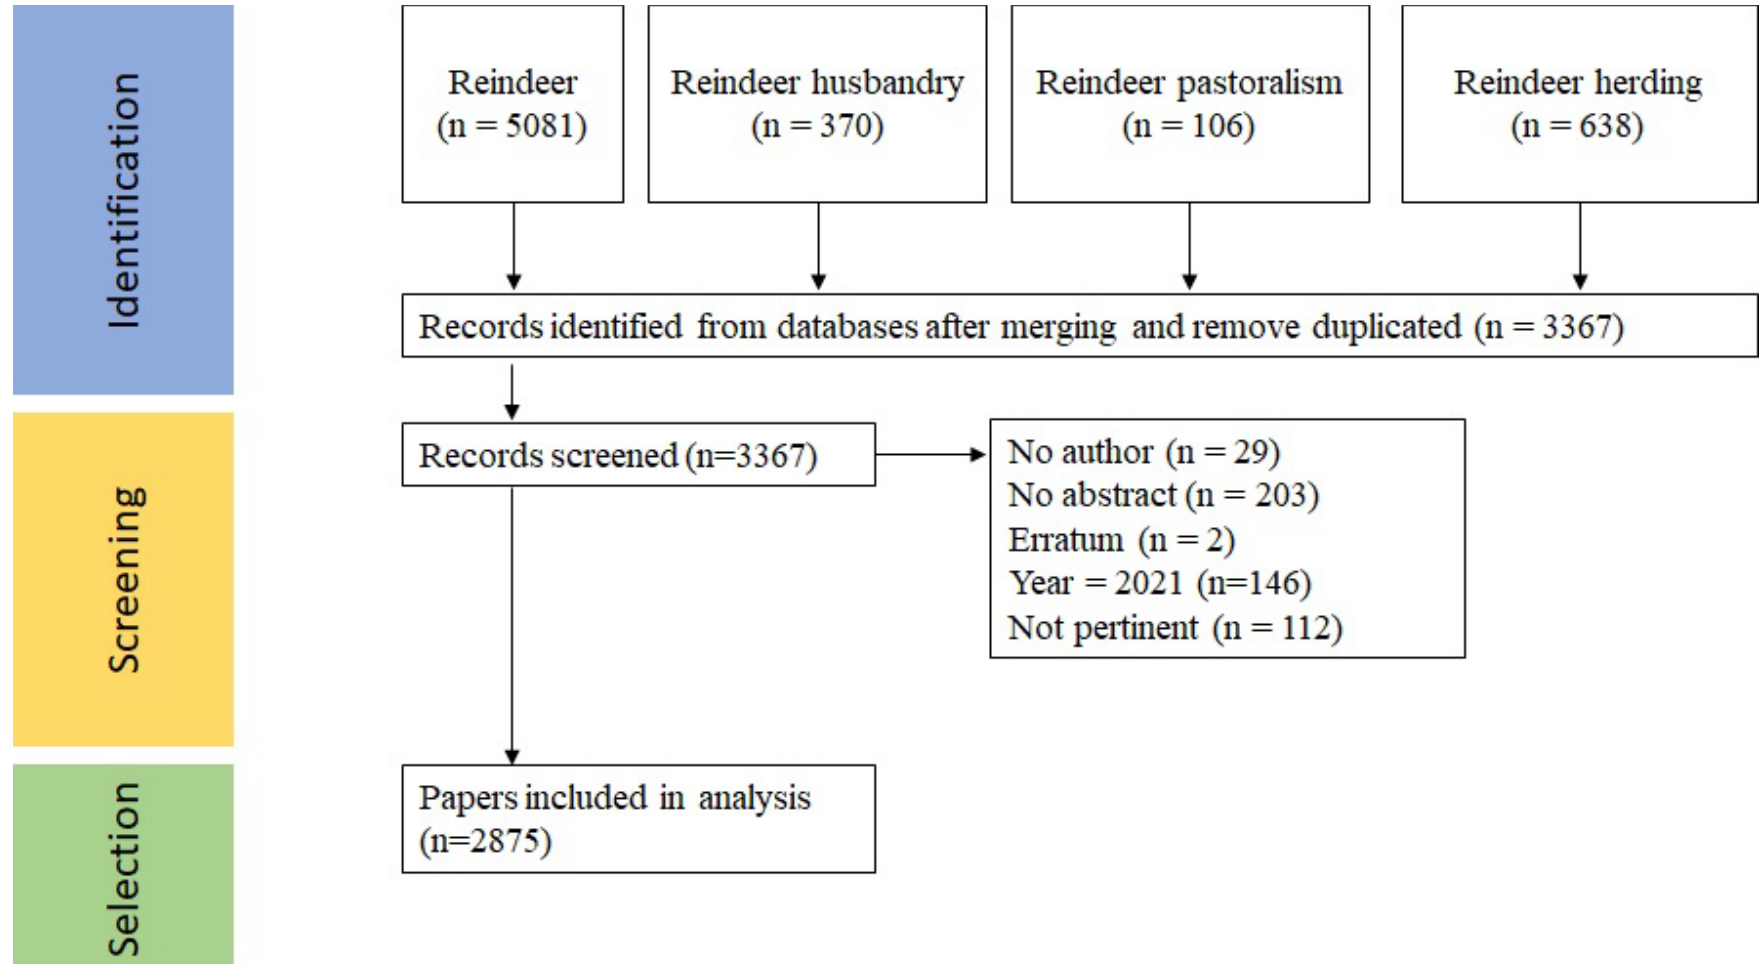 Identification
Reindeer
(n = 5081)
Reindeer husbandry
(n = 370)
Reindeer pastoralism
(n = 106)
Reindeer herding
(n = 638)
Records identified from databases after merging and remove duplicated (n = 3367)
Screening
Records screened (n=3367)
No author (n = 29)
No abstract (n = 203)
Erratum (n = 2)
Year = 2021 (n=146)
Not pertinent (n = 112)
Selection
Papers included in analysis
(n=2875)